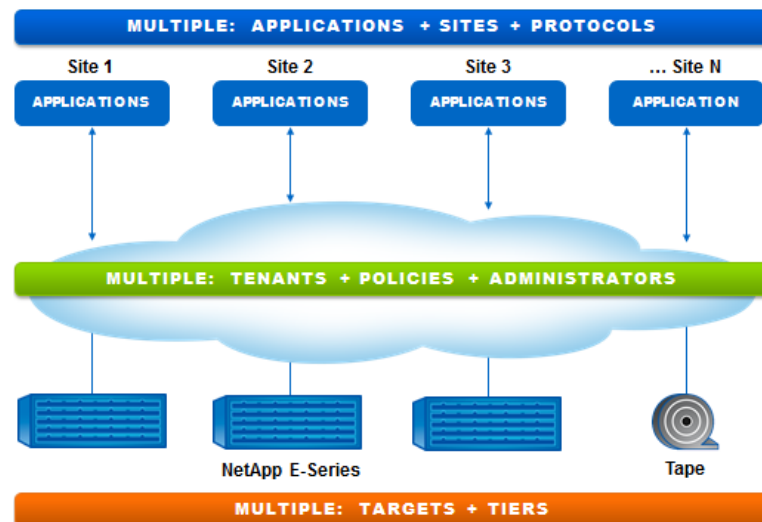 MULTIPLE: APPLICATIONS + SITES + PROTOCOLS
Site 1 Site 2 Site 3 ... Site N
APPLICATIONS APPLICATIONS APPLICATIONS APPLICATION
MULTIPLE: TENANTS + POLICIES + ADMINISTRATORS
NetApp E-Series Tape
MULTIPLE: TARGETS + TIERS